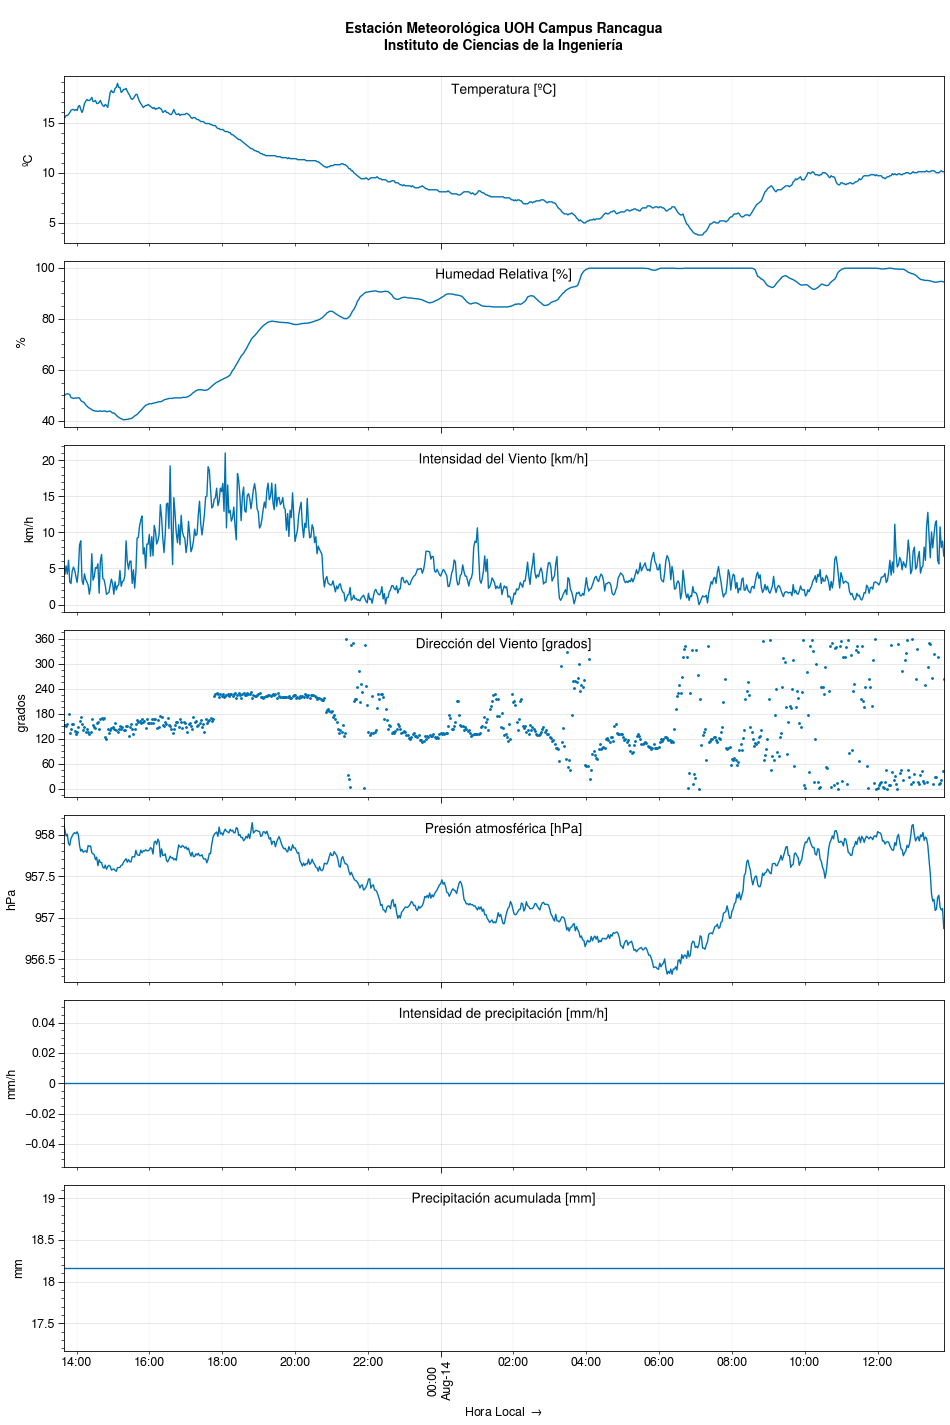 Estación Meteorológica UOH Campus Rancagua
Instituto de Ciencias de la Ingeniería
Temperatura [ºC]
15
10
5
ºC
Humedad Relativa [%]
100
80
60
40
%
Intensidad del Viento [km/h]
20
15
10
5
0
km/h
Dirección del Viento [grados]
360
300
240
180
120
60
0
grados
Presión atmosférica [hPa]
958
957.5
957
956.5
hPa
Intensidad de precipitación [mm/h]
0.04
0.02
0
−0.02
−0.04
mm/h
Precipitación acumulada [mm]
19
18.5
18
17.5
mm
14:00 16:00 18:00 20:00 22:00 00:00 02:00 04:00 06:00 08:00 10:00 12:00
Aug-14
Hora Local →